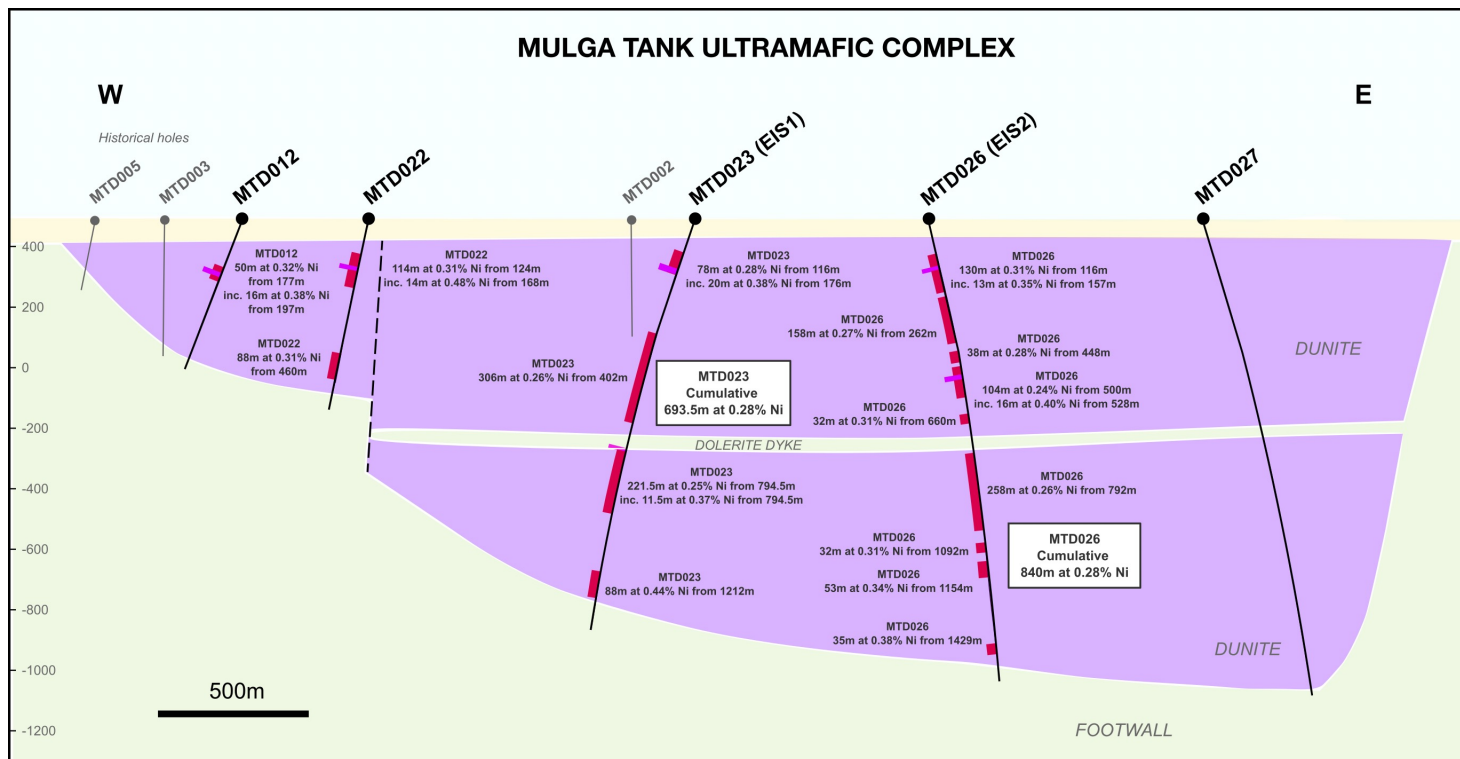 MULGA TANK ULTRAMAFIC COMPLEX
W
E
Historical holes
MTD005
MTD003
MTD012
MTD022
MTD002
MTD023 (EIS1)
MTD026 (EIS2)
MTD027
400
200
0
-200
-400
-600
-800
-1000
-1200
MTD012
50m at 0.32% Ni
from 177m
inc. 16m at 0.38% Ni
from 197m
MTD022
88m at 0.31% Ni
from 460m
MTD022
114m at 0.31% Ni from 124m
inc. 14m at 0.48% Ni from 168m
MTD023
78m at 0.28% Ni from 116m
inc. 20m at 0.38% Ni from 176m
MTD023
306m at 0.26% Ni from 402m
MTD023
Cumulative
693.5m at 0.28% Ni
MTD023
221.5m at 0.25% Ni from 794.5m
inc. 11.5m at 0.37% Ni from 794.5m
MTD023
88m at 0.44% Ni from 1212m
MTD026
130m at 0.31% Ni from 116m
inc. 13m at 0.35% Ni from 157m
MTD026
158m at 0.27% Ni from 262m
MTD026
38m at 0.28% Ni from 448m
MTD026
104m at 0.24% Ni from 500m
inc. 16m at 0.40% Ni from 528m
MTD026
32m at 0.31% Ni from 660m
MTD026
258m at 0.26% Ni from 792m
MTD026
32m at 0.31% Ni from 1092m
MTD026
53m at 0.34% Ni from 1154m
MTD026
Cumulative
840m at 0.28% Ni
MTD026
35m at 0.38% Ni from 1429m
DUNITE
DOLERITE DYKE
DUNITE
FOOTWALL
500m